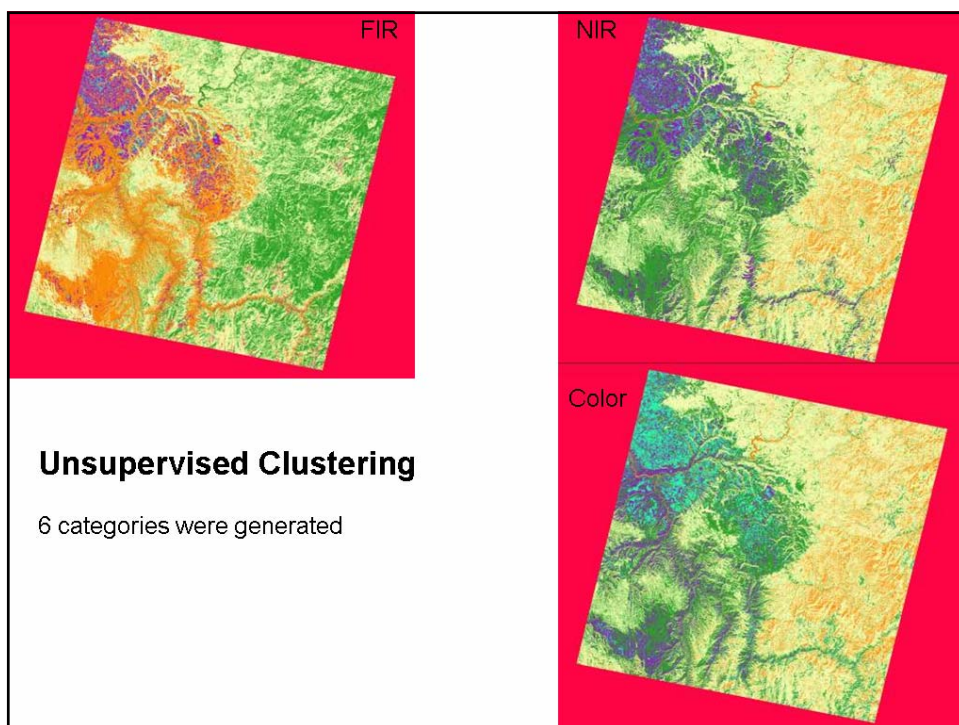 FIR
NIR
Color
Unsupervised Clustering
6 categories were generated